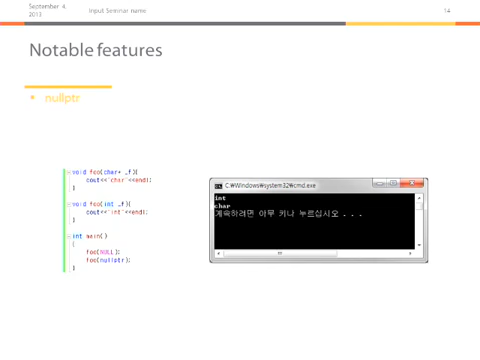 September 4, 2013
Input Seminar name
14
Notable features
• nullptr
void foo(char* _f){
cout<<"char"<<endl;
}
void foo(int _f){
cout<<"int"<<endl;
}
int main()
{
foo(NULL);
foo(nullptr);
}
C:₩Windows₩system32₩cmd.exe
int
char
계속하려면 아무 키나 누르십시오 . . .